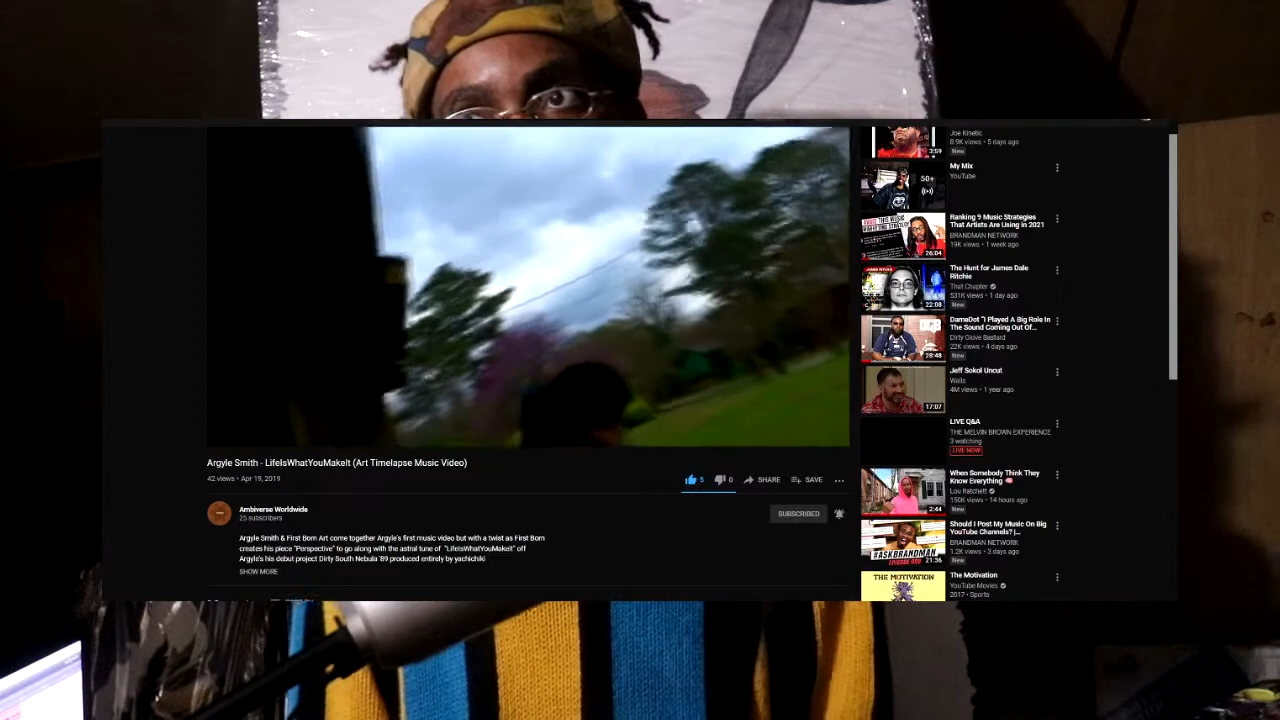 Argyle Smith - LifeIsWhatYouMakeIt (Art Timelapse Music Video)
42 views • Apr 19, 2019
5
0
SHARE
SAVE
Ambiverse Worldwide
25 subscribers
SUBSCRIBED
Argyle Smith & First Born Art come together Argyle's first music video but with a twist as First Born
creates his piece "Perspective" to go along with the astral tune of "LifeIsWhatYouMakeIt" off
Argyle's his debut project Dirty South Nebula '89 produced entirely by yachichiki
SHOW MORE
Joe Kinetic
8.9K views • 5 days ago
New
3:59
My Mix
YouTube
50+
Ranking 9 Music Strategies
That Artists Are Using in 2021
BRANDMAN NETWORK
19K views • 1 week ago
26:04
The Hunt for James Dale
Ritchie
That Chapter
531K views • 1 day ago
New
22:08
DameDot "I Played A Big Role In
The Sound Coming Out Of...
Dirty Glove Bastard
22K views • 4 days ago
New
28:48
Jeff Sokol Uncut
Wells
4M views • 1 year ago
17:07
LIVE Q&A
THE MELVIN BROWN EXPERIENCE
3 watching
LIVE NOW
When Somebody Think They
Know Everything
Lou Ratchett
150K views • 14 hours ago
New
2:44
Should I Post My Music On Big
YouTube Channels? |...
BRANDMAN NETWORK
1.2K views • 3 days ago
New
#ASKBRANDMAN
21:36
The Motivation
YouTube Movies
2017 • Sports
THE MOTIVATION